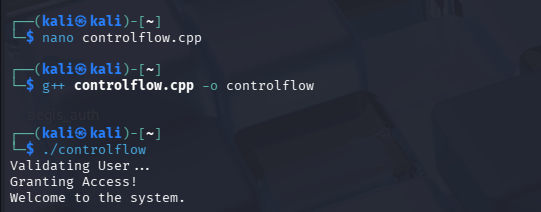 ┌──(kali㉿kali)-[~]
└─$ nano controlflow.cpp
┌──(kali㉿kali)-[~]
└─$ g++ controlflow.cpp -o controlflow
┌──(kali㉿kali)-[~]
└─$ ./controlflow
Validating User...
Granting Access!
Welcome to the system.